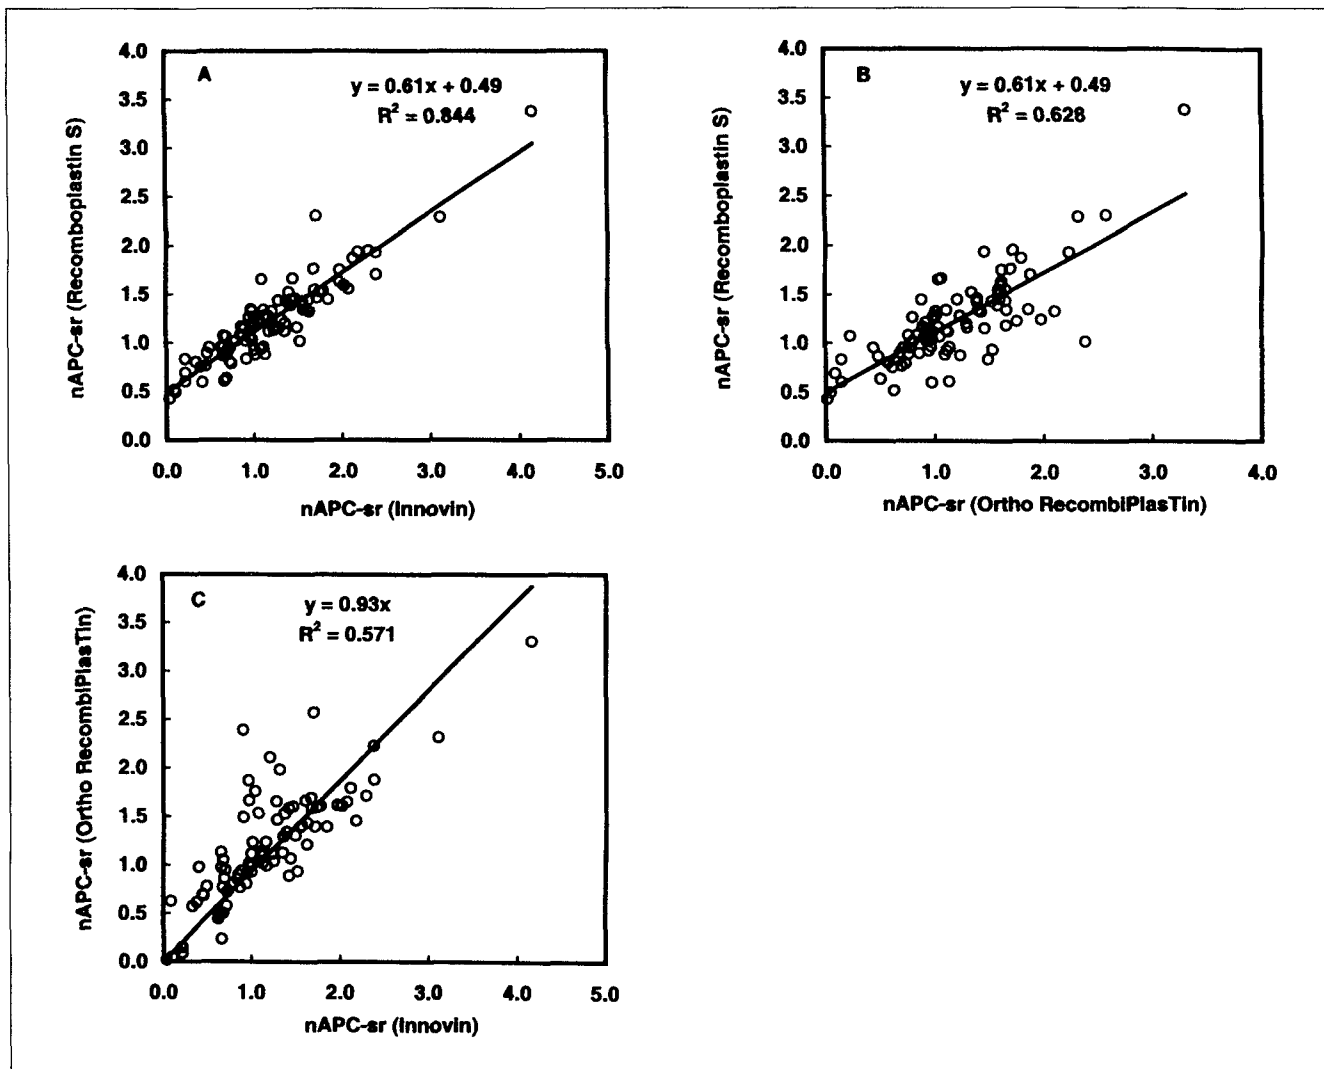 A
y = 0.61x + 0.49
R² = 0.844
nAPC-sr (Recomboplastin S)
4.0
3.5
3.0
2.5
2.0
1.5
1.0
0.5
0.0
0.0 1.0 2.0 3.0 4.0 5.0
nAPC-sr (Innovin)
B
y = 0.61x + 0.49
R² = 0.628
nAPC-sr (Recomboplastin S)
4.0
3.5
3.0
2.5
2.0
1.5
1.0
0.5
0.0
0.0 1.0 2.0 3.0 4.0
nAPC-sr (Ortho RecombiPlasTin)
C
y = 0.93x
R² = 0.571
nAPC-sr (Ortho RecombiPlasTin)
4.0
3.5
3.0
2.5
2.0
1.5
1.0
0.5
0.0
0.0 1.0 2.0 3.0 4.0 5.0
nAPC-sr (Innovin)